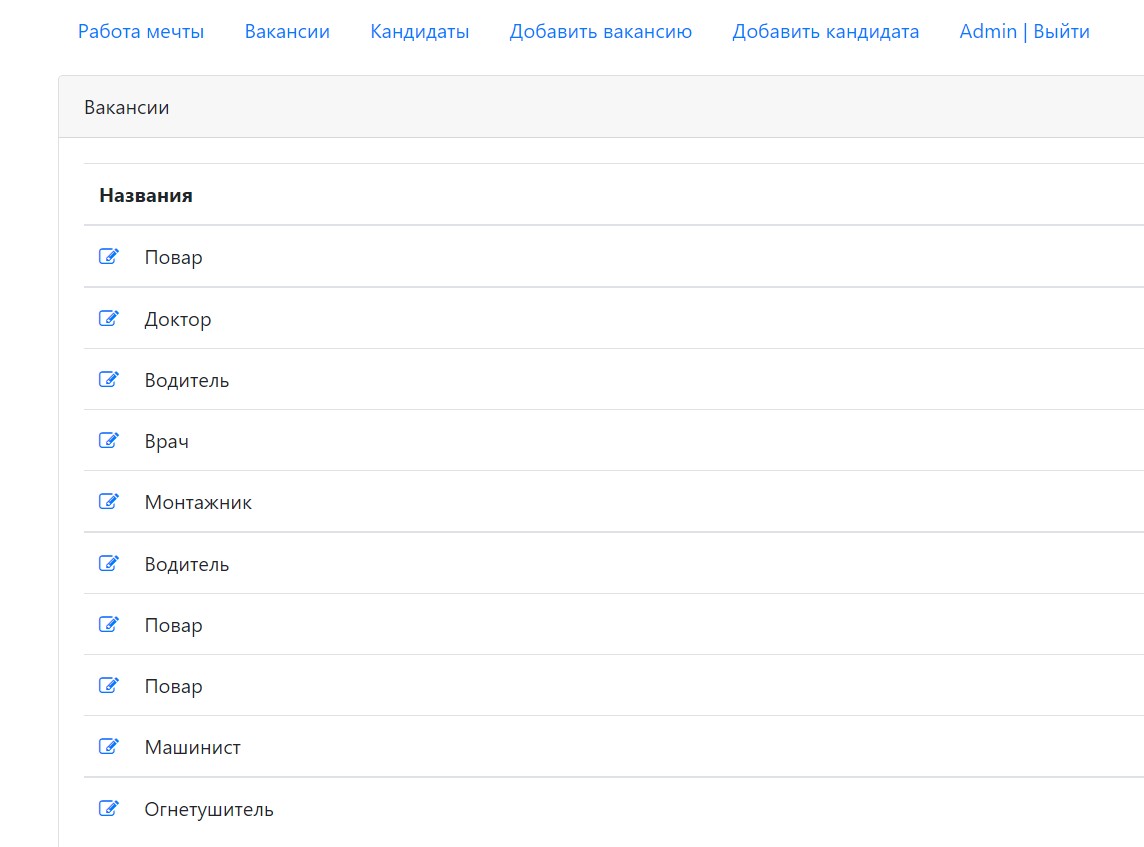 Работа мечты Вакансии Кандидаты Добавить вакансию Добавить кандидата Admin | Выйти
Вакансии
Названия
Повар
Доктор
Водитель
Врач
Монтажник
Водитель
Повар
Повар
Машинист
Огнетушитель